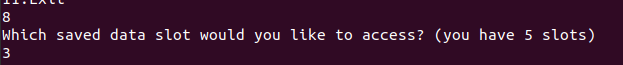 11.Exit
8
Which saved data slot would you like to access? (you have 5 slots)
3